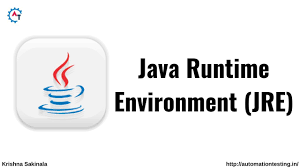 Java Runtime
Environment (JRE)
Krishna Sakinala
http://automationtesting.in/